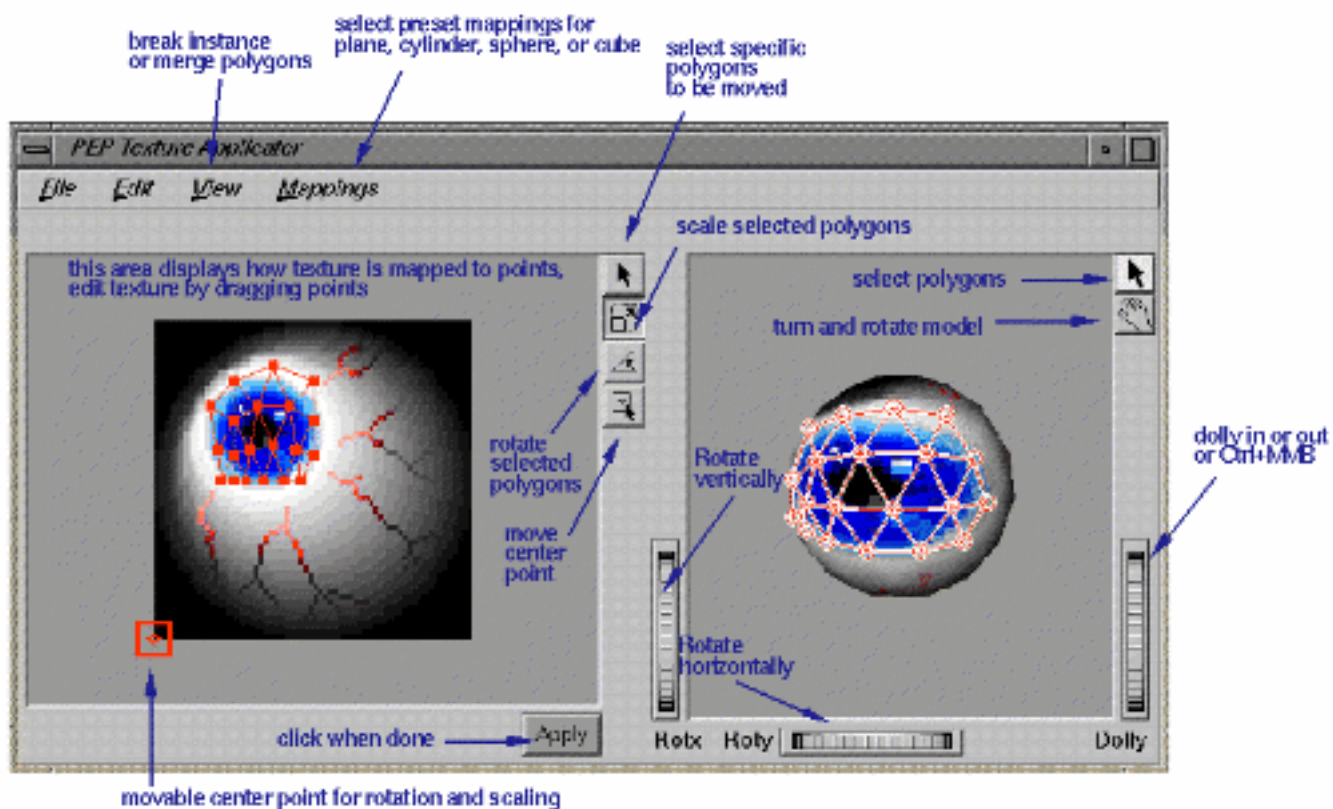 break instance
or merge polygons
select preset mappings for
plane, cylinder, sphere, or cube
select specific
polygons
to be moved
PEP Texture Applicator
File Edit View Mappings
scale selected polygons
this area displays how texture is mapped to points,
edit texture by dragging points
select polygons
turn and rotate model
rotate
selected
polygons
Rotate
vertically
dolly in or out
or Ctrl+MMB
move
center
point
Rotate
horizontally
click when done
Apply
Rotx Roty Dolly
movable center point for rotation and scaling